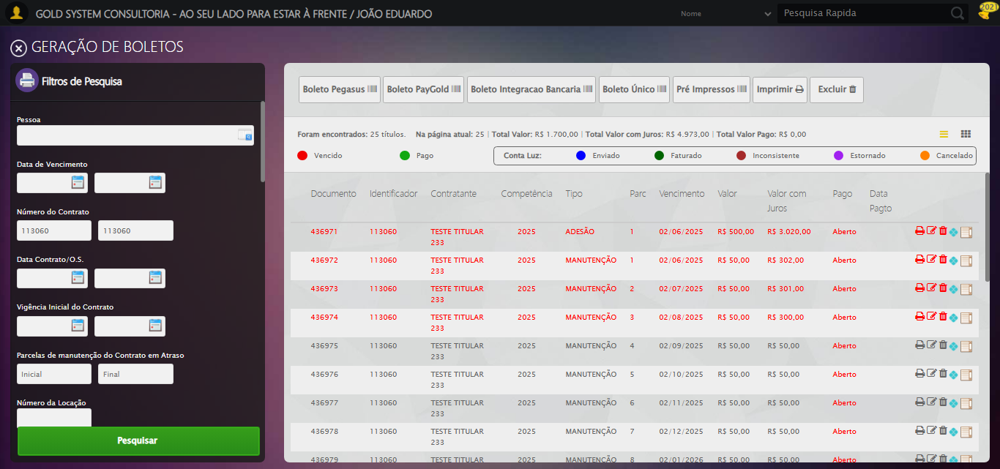 GOLD SYSTEM CONSULTORIA - AO SEU LADO PARA ESTAR À FRENTE / JOÃO EDUARDO
Nome
Pesquisa Rapida
2021
GERAÇÃO DE BOLETOS
Filtros de Pesquisa
Pessoa
Data de Vencimento
Número do Contrato
113060 113060
Data Contrato/O.S.
Vigência Inicial do Contrato
Parcelas de manutenção do Contrato em Atraso
Inicial Final
Número da Locação
Pesquisar
Boleto Pegasus Boleto PayGold Boleto Integracao Bancaria Boleto Único Pré Impressos Imprimir Excluir
Foram encontrados: 25 títulos. Na página atual: 25 | Total Valor: R$ 1.700,00 | Total Valor com Juros: R$ 4.973,00 | Total Valor Pago: R$ 0,00
Vencido Pago Conta Luz: Enviado Faturado Inconsistente Estornado Cancelado
Documento Identificador Contratante Competência Tipo Parc Vencimento Valor Valor com Pago Data
Juros Pagto
436971 113060 TESTE TITULAR 2025 ADESÃO 1 02/06/2025 R$ 500,00 R$ 3.020,00 Aberto
233
436972 113060 TESTE TITULAR 2025 MANUTENÇÃO 1 02/06/2025 R$ 50,00 R$ 302,00 Aberto
233
436973 113060 TESTE TITULAR 2025 MANUTENÇÃO 2 02/07/2025 R$ 50,00 R$ 301,00 Aberto
233
436974 113060 TESTE TITULAR 2025 MANUTENÇÃO 3 02/08/2025 R$ 50,00 R$ 300,00 Aberto
233
436975 113060 TESTE TITULAR 2025 MANUTENÇÃO 4 02/09/2025 R$ 50,00 R$ 50,00 Aberto
233
436976 113060 TESTE TITULAR 2025 MANUTENÇÃO 5 02/10/2025 R$ 50,00 R$ 50,00 Aberto
233
436977 113060 TESTE TITULAR 2025 MANUTENÇÃO 6 02/11/2025 R$ 50,00 R$ 50,00 Aberto
233
436978 113060 TESTE TITULAR 2025 MANUTENÇÃO 7 02/12/2025 R$ 50,00 R$ 50,00 Aberto
233
436979 113060 TESTE TITULAR 2025 MANUTENÇÃO 8 02/01/2026 R$ 50,00 R$ 50,00 Aberto